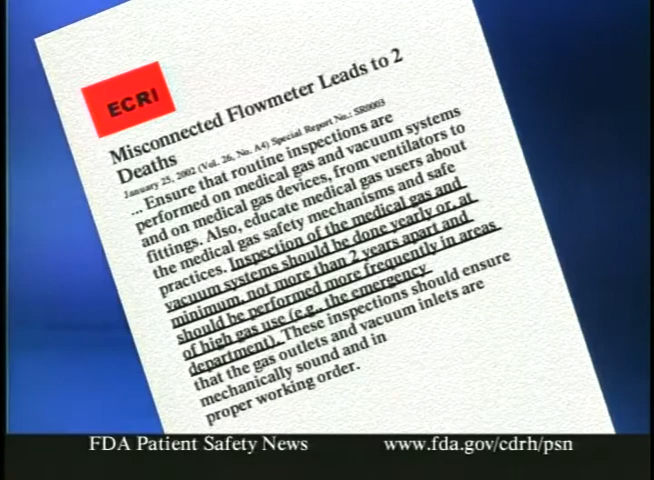 ECRI
Misconnected Flowmeter Leads to 2
Deaths
January 25, 2002 (Vol. 26, No. A4) Special Report No.: SR0003
... Ensure that routine inspections are
performed on medical gas and vacuum systems
and on medical gas devices, from ventilators to
fittings. Also, educate medical gas users about
the medical gas safety mechanisms and safe
practices. Inspection of the medical gas and
vacuum systems should be done yearly or, at
minimum, not more than 2 years apart and
should be performed more frequently in areas
of high gas use (e.g., the emergency
department). These inspections should ensure
that the gas outlets and vacuum inlets are
mechanically sound and in
proper working order.
FDA Patient Safety News
www.fda.gov/cdrh/psn